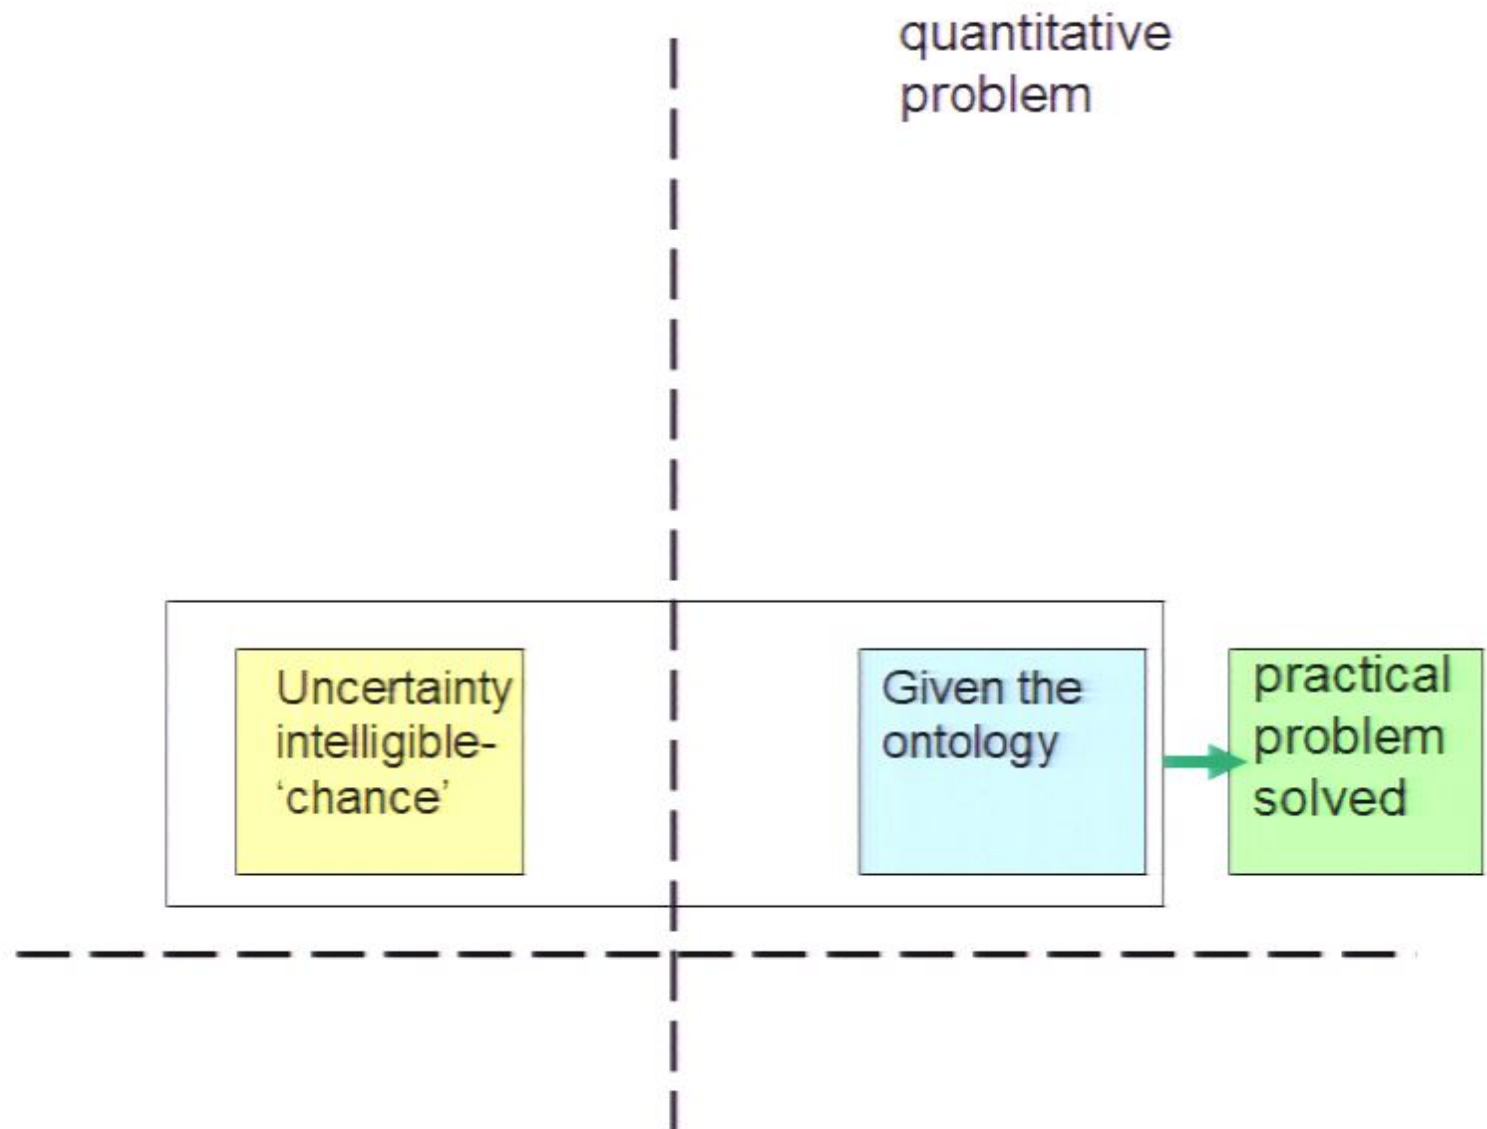 quantitative
problem
Uncertainty
intelligible-
‘chance’
Given the
ontology
practical
problem
solved